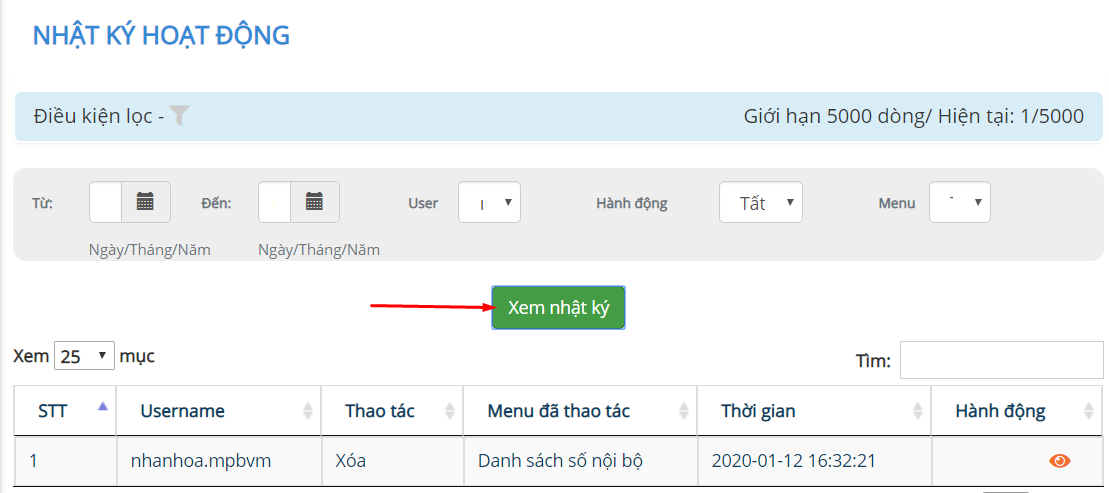 NHẬT KÝ HOẠT ĐỘNG
Điều kiện lọc - Giới hạn 5000 dòng/ Hiện tại: 1/5000
Từ: Đến: User Hành động Tất Menu
Ngày/Tháng/Năm Ngày/Tháng/Năm
Xem nhật ký
Xem 25 mục Tìm:
STT Username Thao tác Menu đã thao tác Thời gian Hành động
1 nhanhoa.mpbvm Xóa Danh sách số nội bộ 2020-01-12 16:32:21